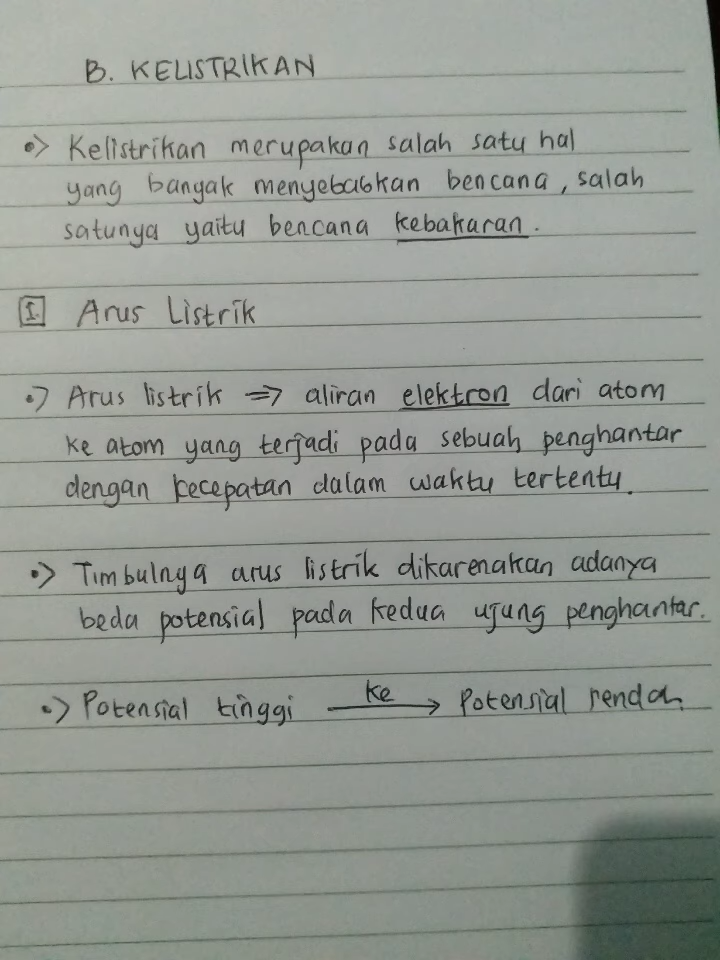 B. KELISTRIKAN
•> Kelistrikan merupakan salah satu hal
yang banyak menyebabkan bencana, salah
satunya yaitu bencana kebakaran.
I. Arus Listrik
•> Arus listrik => aliran elektron dari atom
ke atom yang terjadi pada sebuah penghantar
dengan kecepatan dalam waktu tertentu.
•> Timbulnya arus listrik dikarenakan adanya
beda potensial pada kedua ujung penghantar.
•> Potensial tinggi ke → Potensial rendah